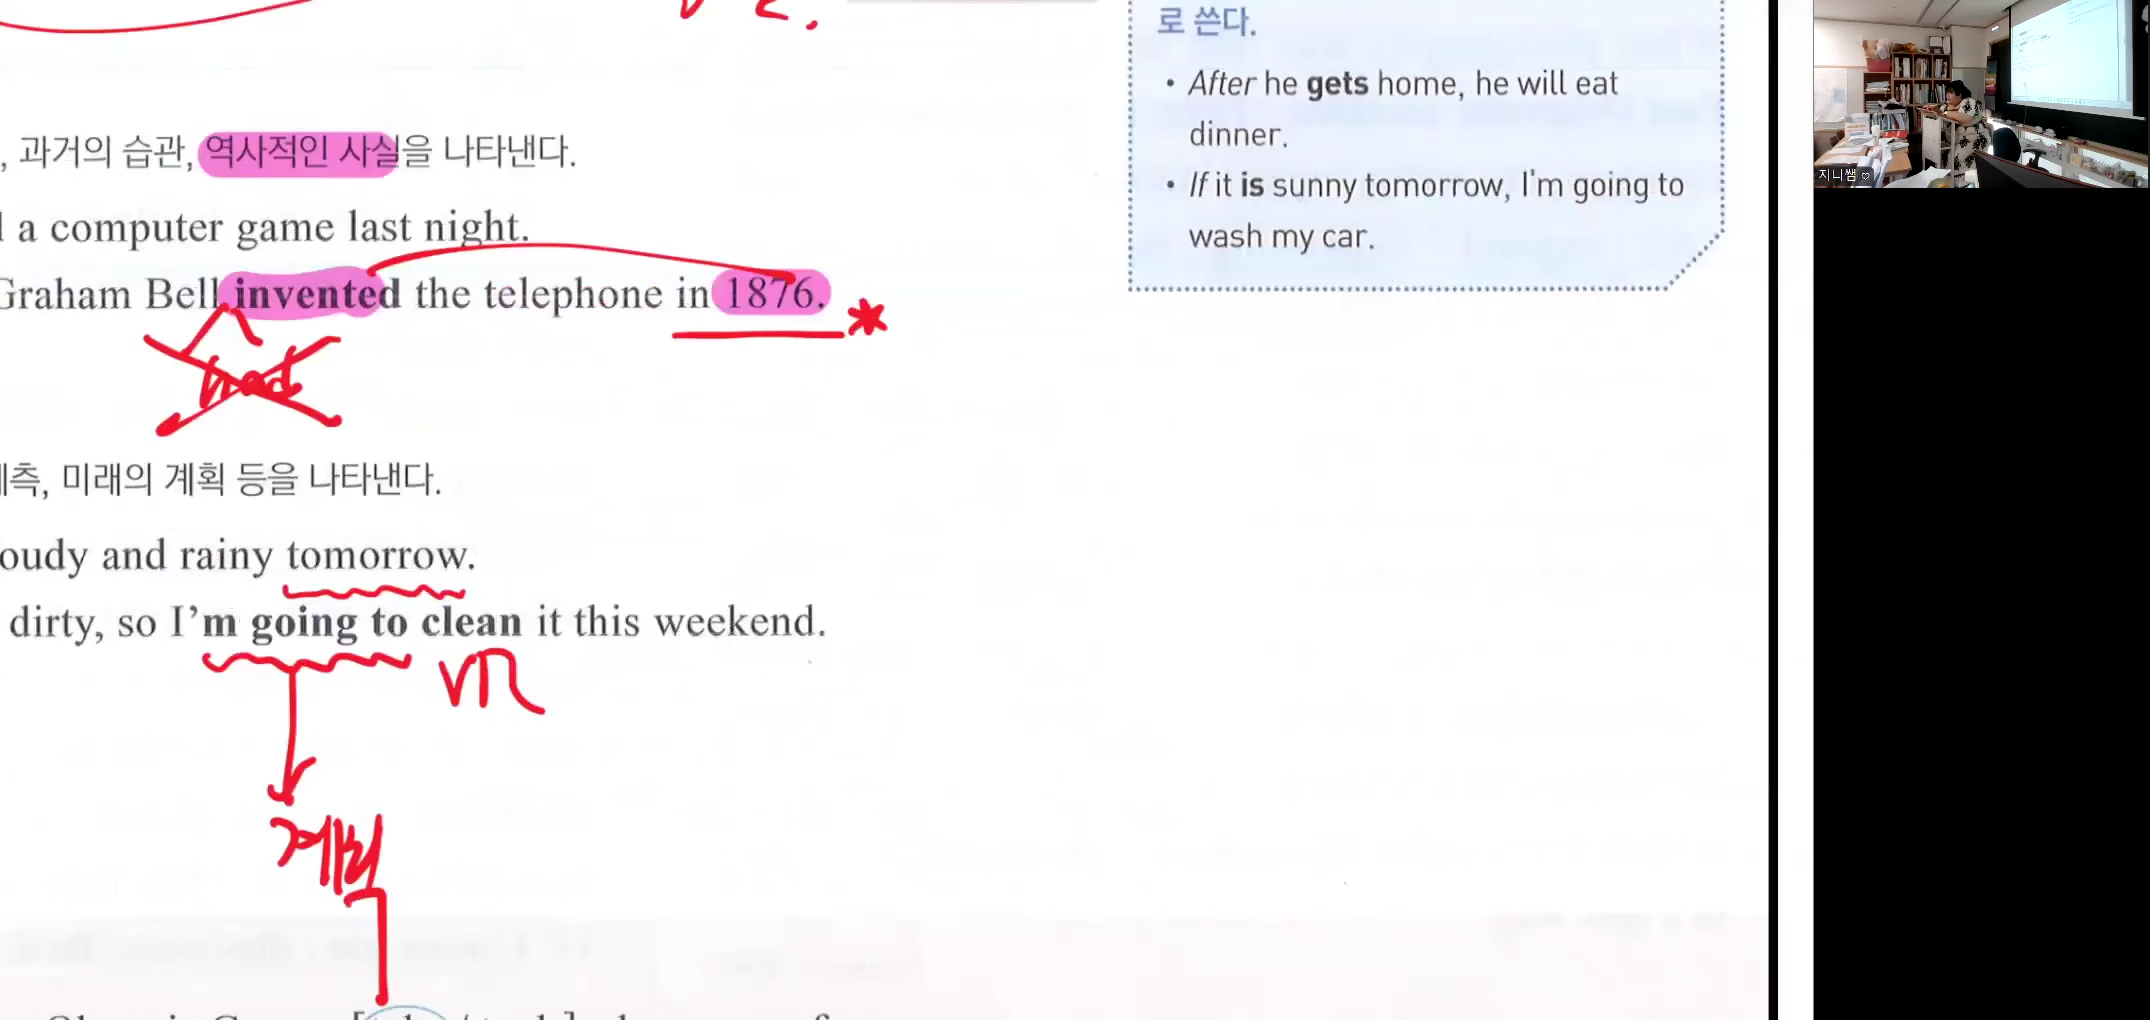 , 과거의 습관, 역사적인 사실을 나타낸다.
a computer game last night.
Graham Bell invented the telephone in 1876. *
had
예측, 미래의 계획 등을 나타낸다.
oudy and rainy tomorrow.
dirty, so I'm going to clean it this weekend.
VR
계획
로 쓴다.
• After he gets home, he will eat
dinner.
• If it is sunny tomorrow, I'm going to
wash my car.
지니쌤 ♡